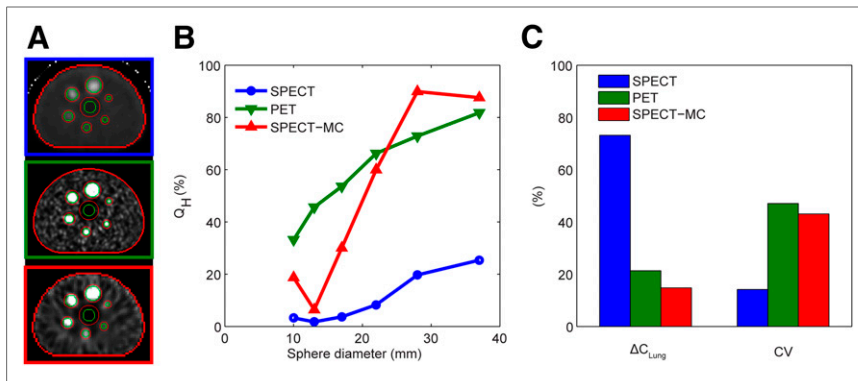 A
B
C
100
80
60
40
20
0
Q_H (%)
SPECT
PET
SPECT-MC
0 10 20 30 40
Sphere diameter (mm)
100
80
60
40
20
0
(%)
SPECT
PET
SPECT-MC
ΔC_Lung CV